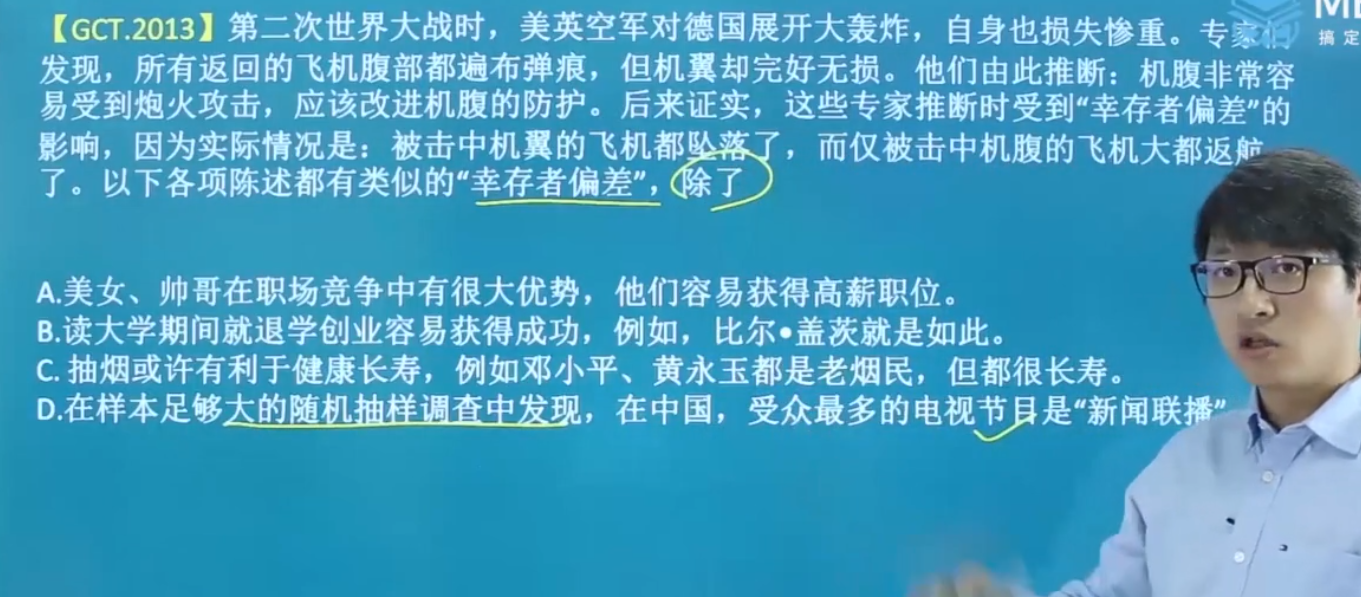 【GCT.2013】第二次世界大战时，美英空军对德国展开大轰炸，自身也损失惨重。专家们
发现，所有返回的飞机腹部都遍布弹痕，但机翼却完好无损。他们由此推断：机腹非常容
易受到炮火攻击，应该改进机腹的防护。后来证实，这些专家推断时受到“幸存者偏差”的
影响，因为实际情况是：被击中机翼的飞机都坠落了，而仅被击中机腹的飞机大都返航
了。以下各项陈述都有类似的“幸存者偏差”，除了
A.美女、帅哥在职场竞争中有很大优势，他们容易获得高薪职位。
B.读大学期间就退学创业容易获得成功，例如，比尔•盖茨就是如此。
C. 抽烟或许有利于健康长寿，例如邓小平、黄永玉都是老烟民，但都很长寿。
D.在样本足够大的随机抽样调查中发现，在中国，受众最多的电视节目是“新闻联播”
搞定